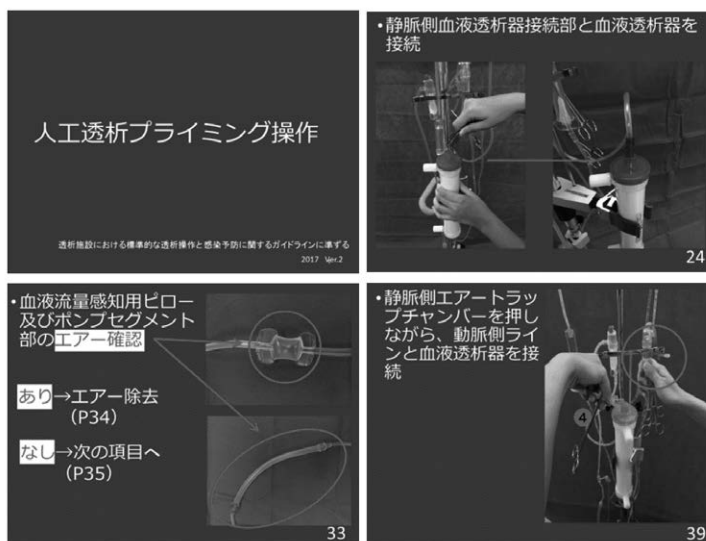 人工透析プライミング操作
透析施設における標準的な透析操作と感染予防に関するガイドラインに準ずる
2017 Ver.2
•静脈側血液透析器接続部と血液透析器を
接続
24
•血液流量感知用ピロー
及びポンプセグメント
部のエアー確認
あり→エアー除去
(P34)
なし→次の項目へ
(P35)
33
•静脈側エアートラッ
プチャンバーを押し
ながら、動脈側ライ
ンと血液透析器を接
続
4
39